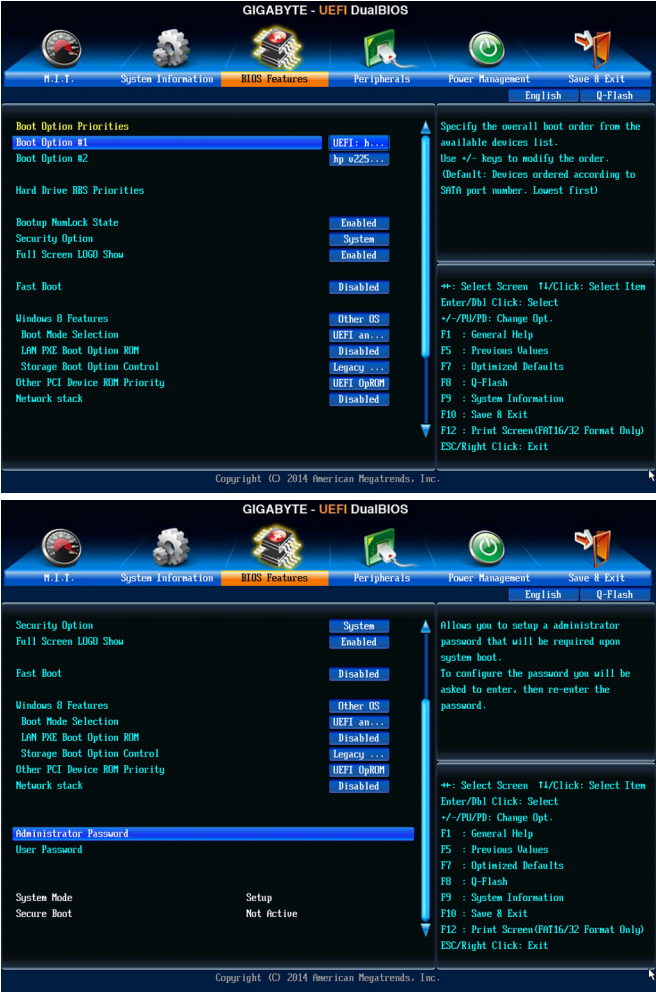 GIGABYTE - UEFI DualBIOS
M.I.T. System Information BIOS Features Peripherals Power Management Save & Exit
English Q-Flash
Boot Option Priorities
Boot Option #1 UEFI: h...
Boot Option #2 hp v225...
Hard Drive BBS Priorities
Bootup NumLock State Enabled
Security Option System
Full Screen LOGO Show Enabled
Fast Boot Disabled
Windows 8 Features Other OS
Boot Mode Selection UEFI an...
LAN PXE Boot Option ROM Disabled
Storage Boot Option Control Legacy ...
Other PCI Device ROM Priority UEFI OpROM
Network stack Disabled
Specify the overall boot order from the
available devices list.
Use +/- keys to modify the order.
(Default: Devices ordered according to
SATA port number. Lowest first)
↔: Select Screen ↑↓/Click: Select Item
Enter/Dbl Click: Select
+/-/PU/PD: Change Opt.
F1 : General Help
F5 : Previous Values
F7 : Optimized Defaults
F8 : Q-Flash
F9 : System Information
F10 : Save & Exit
F12 : Print Screen(FAT16/32 Format Only)
ESC/Right Click: Exit
Copyright (C) 2014 American Megatrends, Inc.
GIGABYTE - UEFI DualBIOS
M.I.T. System Information BIOS Features Peripherals Power Management Save & Exit
English Q-Flash
Security Option System
Full Screen LOGO Show Enabled
Fast Boot Disabled
Windows 8 Features Other OS
Boot Mode Selection UEFI an...
LAN PXE Boot Option ROM Disabled
Storage Boot Option Control Legacy ...
Other PCI Device ROM Priority UEFI OpROM
Network stack Disabled
Administrator Password
User Password
System Mode Setup
Secure Boot Not Active
Allows you to setup a administrator
password that will be required upon
system boot.
To configure the password you will be
asked to enter, then re-enter the
password.
↔: Select Screen ↑↓/Click: Select Item
Enter/Dbl Click: Select
+/-/PU/PD: Change Opt.
F1 : General Help
F5 : Previous Values
F7 : Optimized Defaults
F8 : Q-Flash
F9 : System Information
F10 : Save & Exit
F12 : Print Screen(FAT16/32 Format Only)
ESC/Right Click: Exit
Copyright (C) 2014 American Megatrends, Inc.